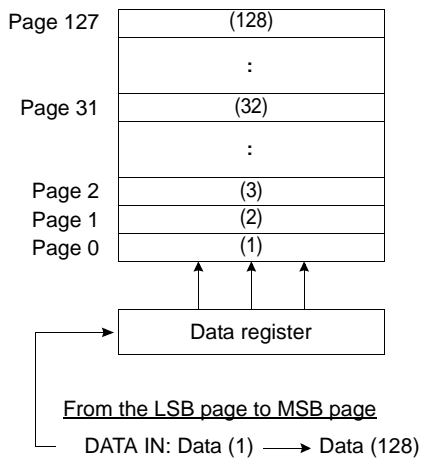 Page 127 (128)
:
Page 31 (32)
:
Page 2 (3)
Page 1 (2)
Page 0 (1)
Data register
From the LSB page to MSB page
DATA IN: Data (1) Data (128)